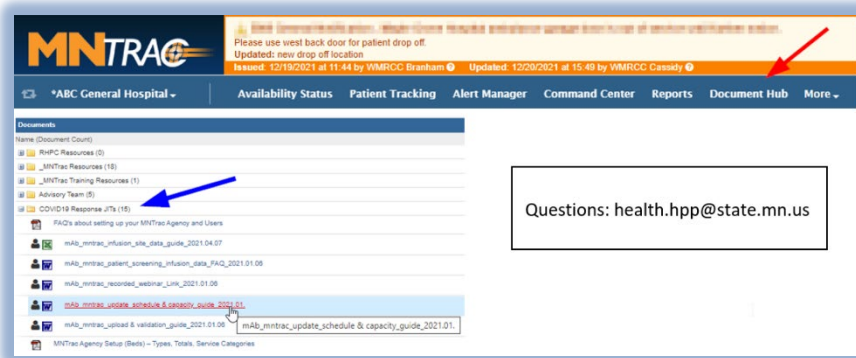 MNTRAC
Please use west back door for patient drop off.
Updated: new drop off location
Issued: 12/19/2021 at 11:44 by WMRCC Branham Updated: 12/20/2021 at 15:49 by WMRCC Cassidy
*ABC General Hospital Availability Status Patient Tracking Alert Manager Command Center Reports Document Hub More
Documents
Name (Document Count)
RHPC Resources (0)
_MNTrac Resources (18)
_MNTrac Training Resources (1)
Advisory Team (5)
COVID19 Response JITs (15)
FAQ's about setting up your MNTrac Agency and Users
mAb_mntrac_infusion_site_data_guide_2021.04.07
mAb_mntrac_patient_screening_infusion_data_FAQ_2021.01.06
mAb_mntrac_recorded_webinar_Link_2021.01.06
mAb_mntrac_update_schedule & capacity_guide_2021.01.
mAb_mntrac_upload & validation_guide_2021.01.06
mAb_mntrac_update_schedule & capacity_guide_2021.01.
MNTrac Agency Setup (Beds) – Types, Totals, Service Categories
Questions: health.hpp@state.mn.us